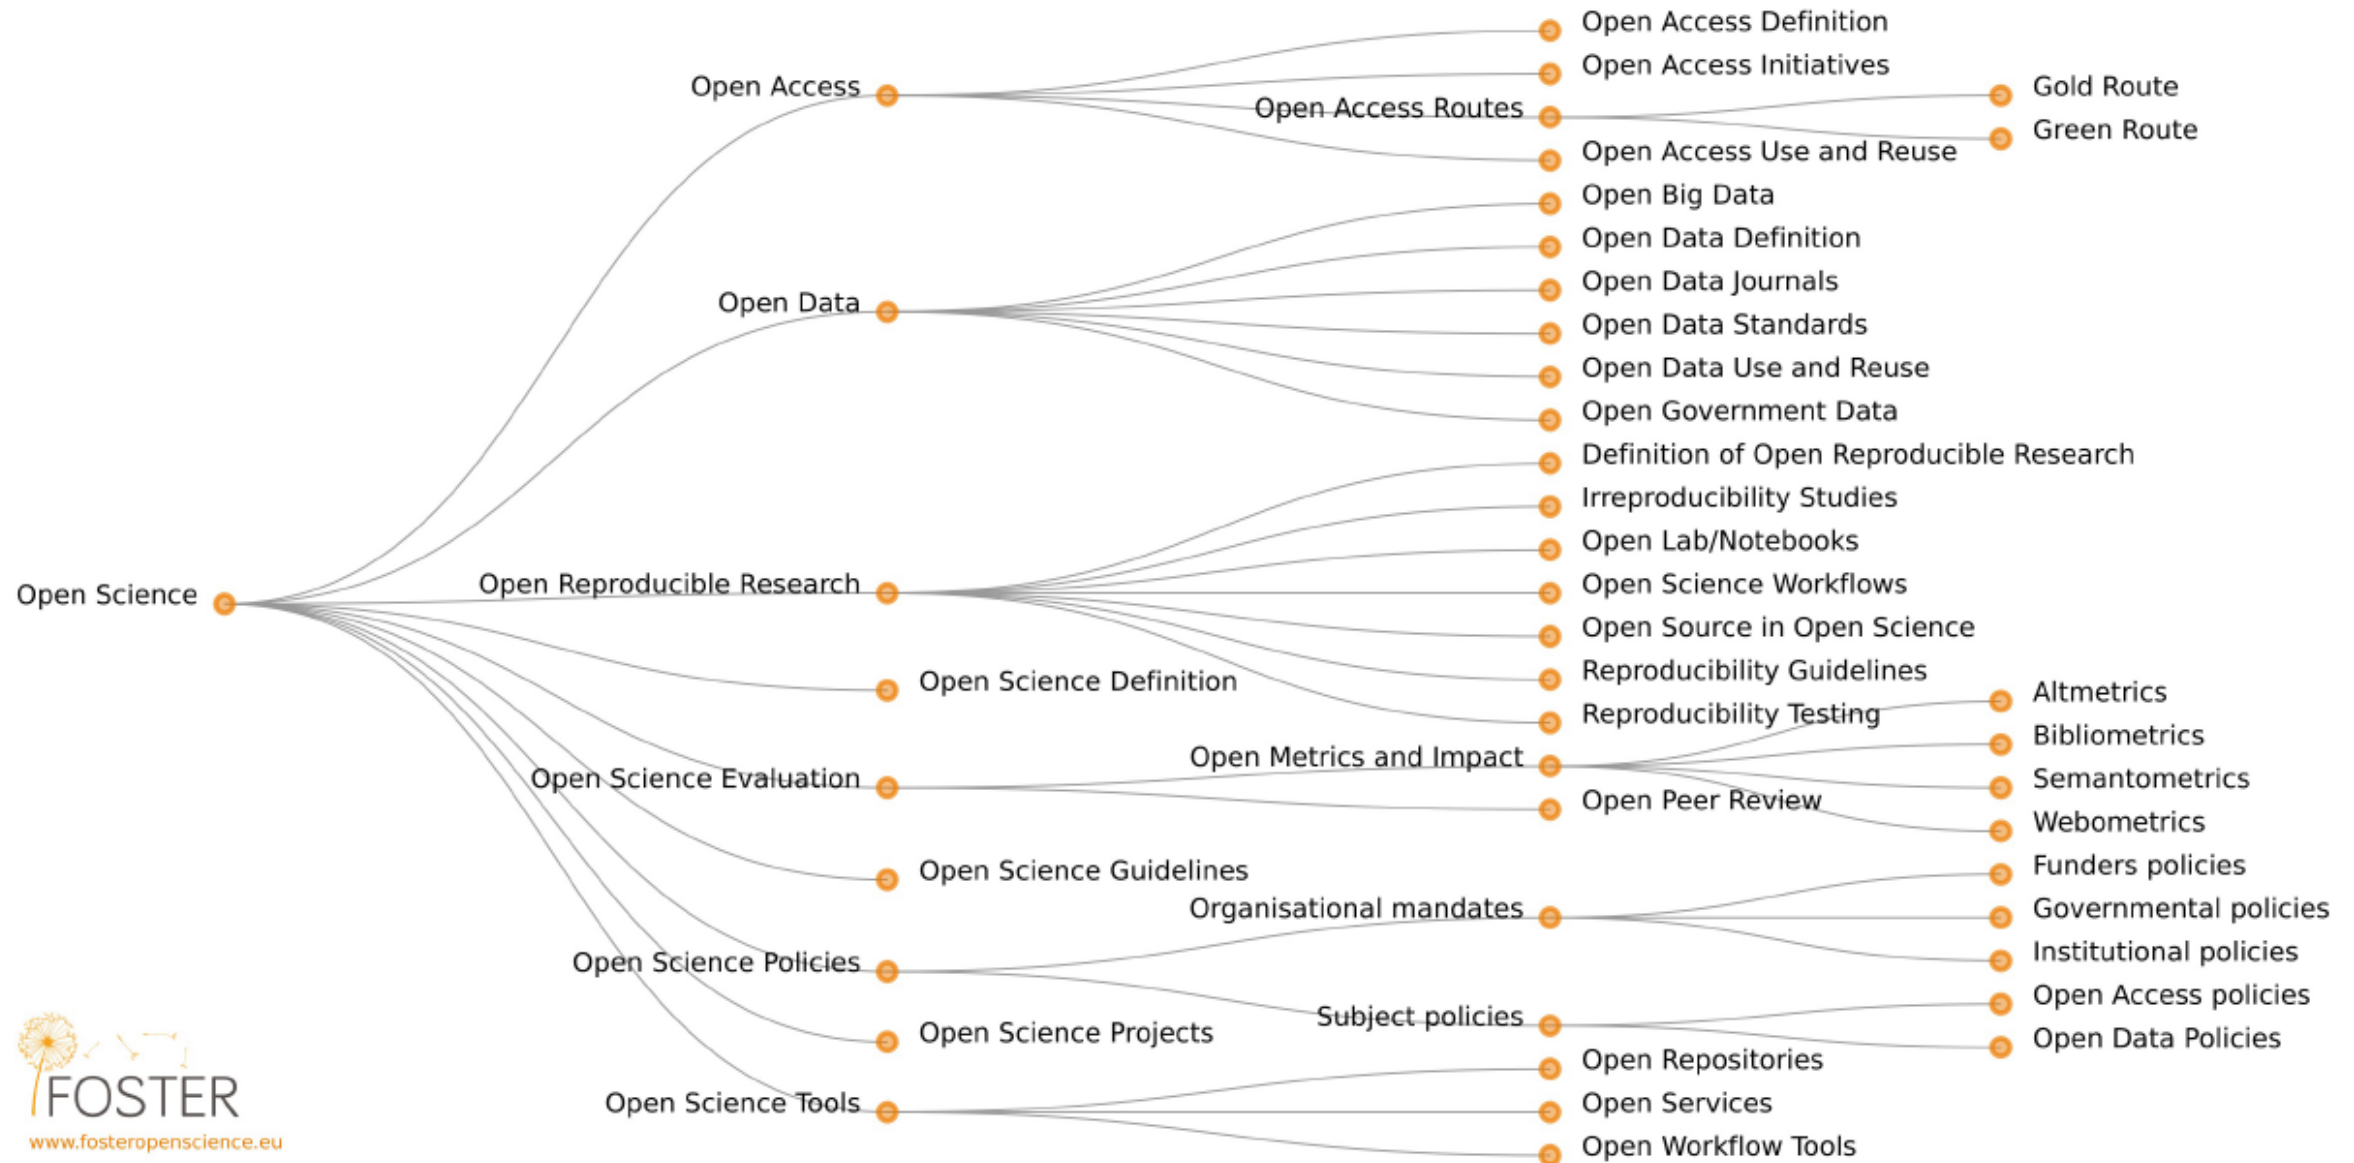 Open Science
Open Access
Open Access Definition
Open Access Initiatives
Open Access Routes
Gold Route
Green Route
Open Access Use and Reuse
Open Data
Open Big Data
Open Data Definition
Open Data Journals
Open Data Standards
Open Data Use and Reuse
Open Government Data
Open Reproducible Research
Definition of Open Reproducible Research
Irreproducibility Studies
Open Lab/Notebooks
Open Science Workflows
Open Source in Open Science
Reproducibility Guidelines
Reproducibility Testing
Open Science Definition
Open Science Evaluation
Open Metrics and Impact
Altmetrics
Bibliometrics
Semantometrics
Webometrics
Open Peer Review
Open Science Guidelines
Open Science Policies
Organisational mandates
Funders policies
Governmental policies
Institutional policies
Subject policies
Open Access policies
Open Data Policies
Open Science Projects
Open Science Tools
Open Repositories
Open Services
Open Workflow Tools
FOSTER
www.fosteropenscience.eu